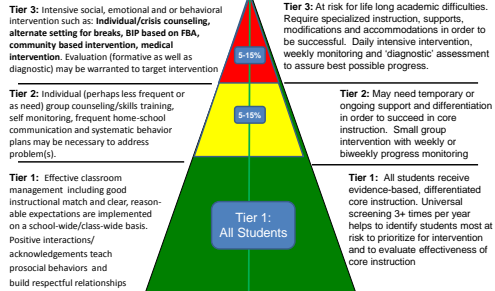 Tier 3: Intensive social, emotional and or behavioral
intervention such as: Individual/crisis counseling,
alternate setting for breaks, BIP based on FBA,
community based intervention, medical
intervention. Evaluation (formative as well as
diagnostic) may be warranted to target intervention
Tier 2: Individual (perhaps less frequent or
as need) group counseling/skills training,
self monitoring, frequent home-school
communication and systematic behavior
plans may be necessary to address
problem(s).
Tier 1: Effective classroom
management including good
instructional match and clear, reason-
able expectations are implemented
on a school-wide/class-wide basis.
Positive interactions/
acknowledgements teach
prosocial behaviors and
build respectful relationships
5-15%
5-15%
Tier 1:
All Students
Tier 3: At risk for life long academic difficulties.
Require specialized instruction, supports,
modifications and accommodations in order to
be successful. Daily intensive intervention,
weekly monitoring and 'diagnostic' assessment
to assure best possible progress.
Tier 2: May need temporary or
ongoing support and differentiation
in order to succeed in core
instruction. Small group
intervention with weekly or
biweekly progress monitoring
Tier 1: All students receive
evidence-based, differentiated
core instruction. Universal
screening 3+ times per year
helps to identify students most at
risk to prioritize for intervention
and to evaluate effectiveness of
core instruction